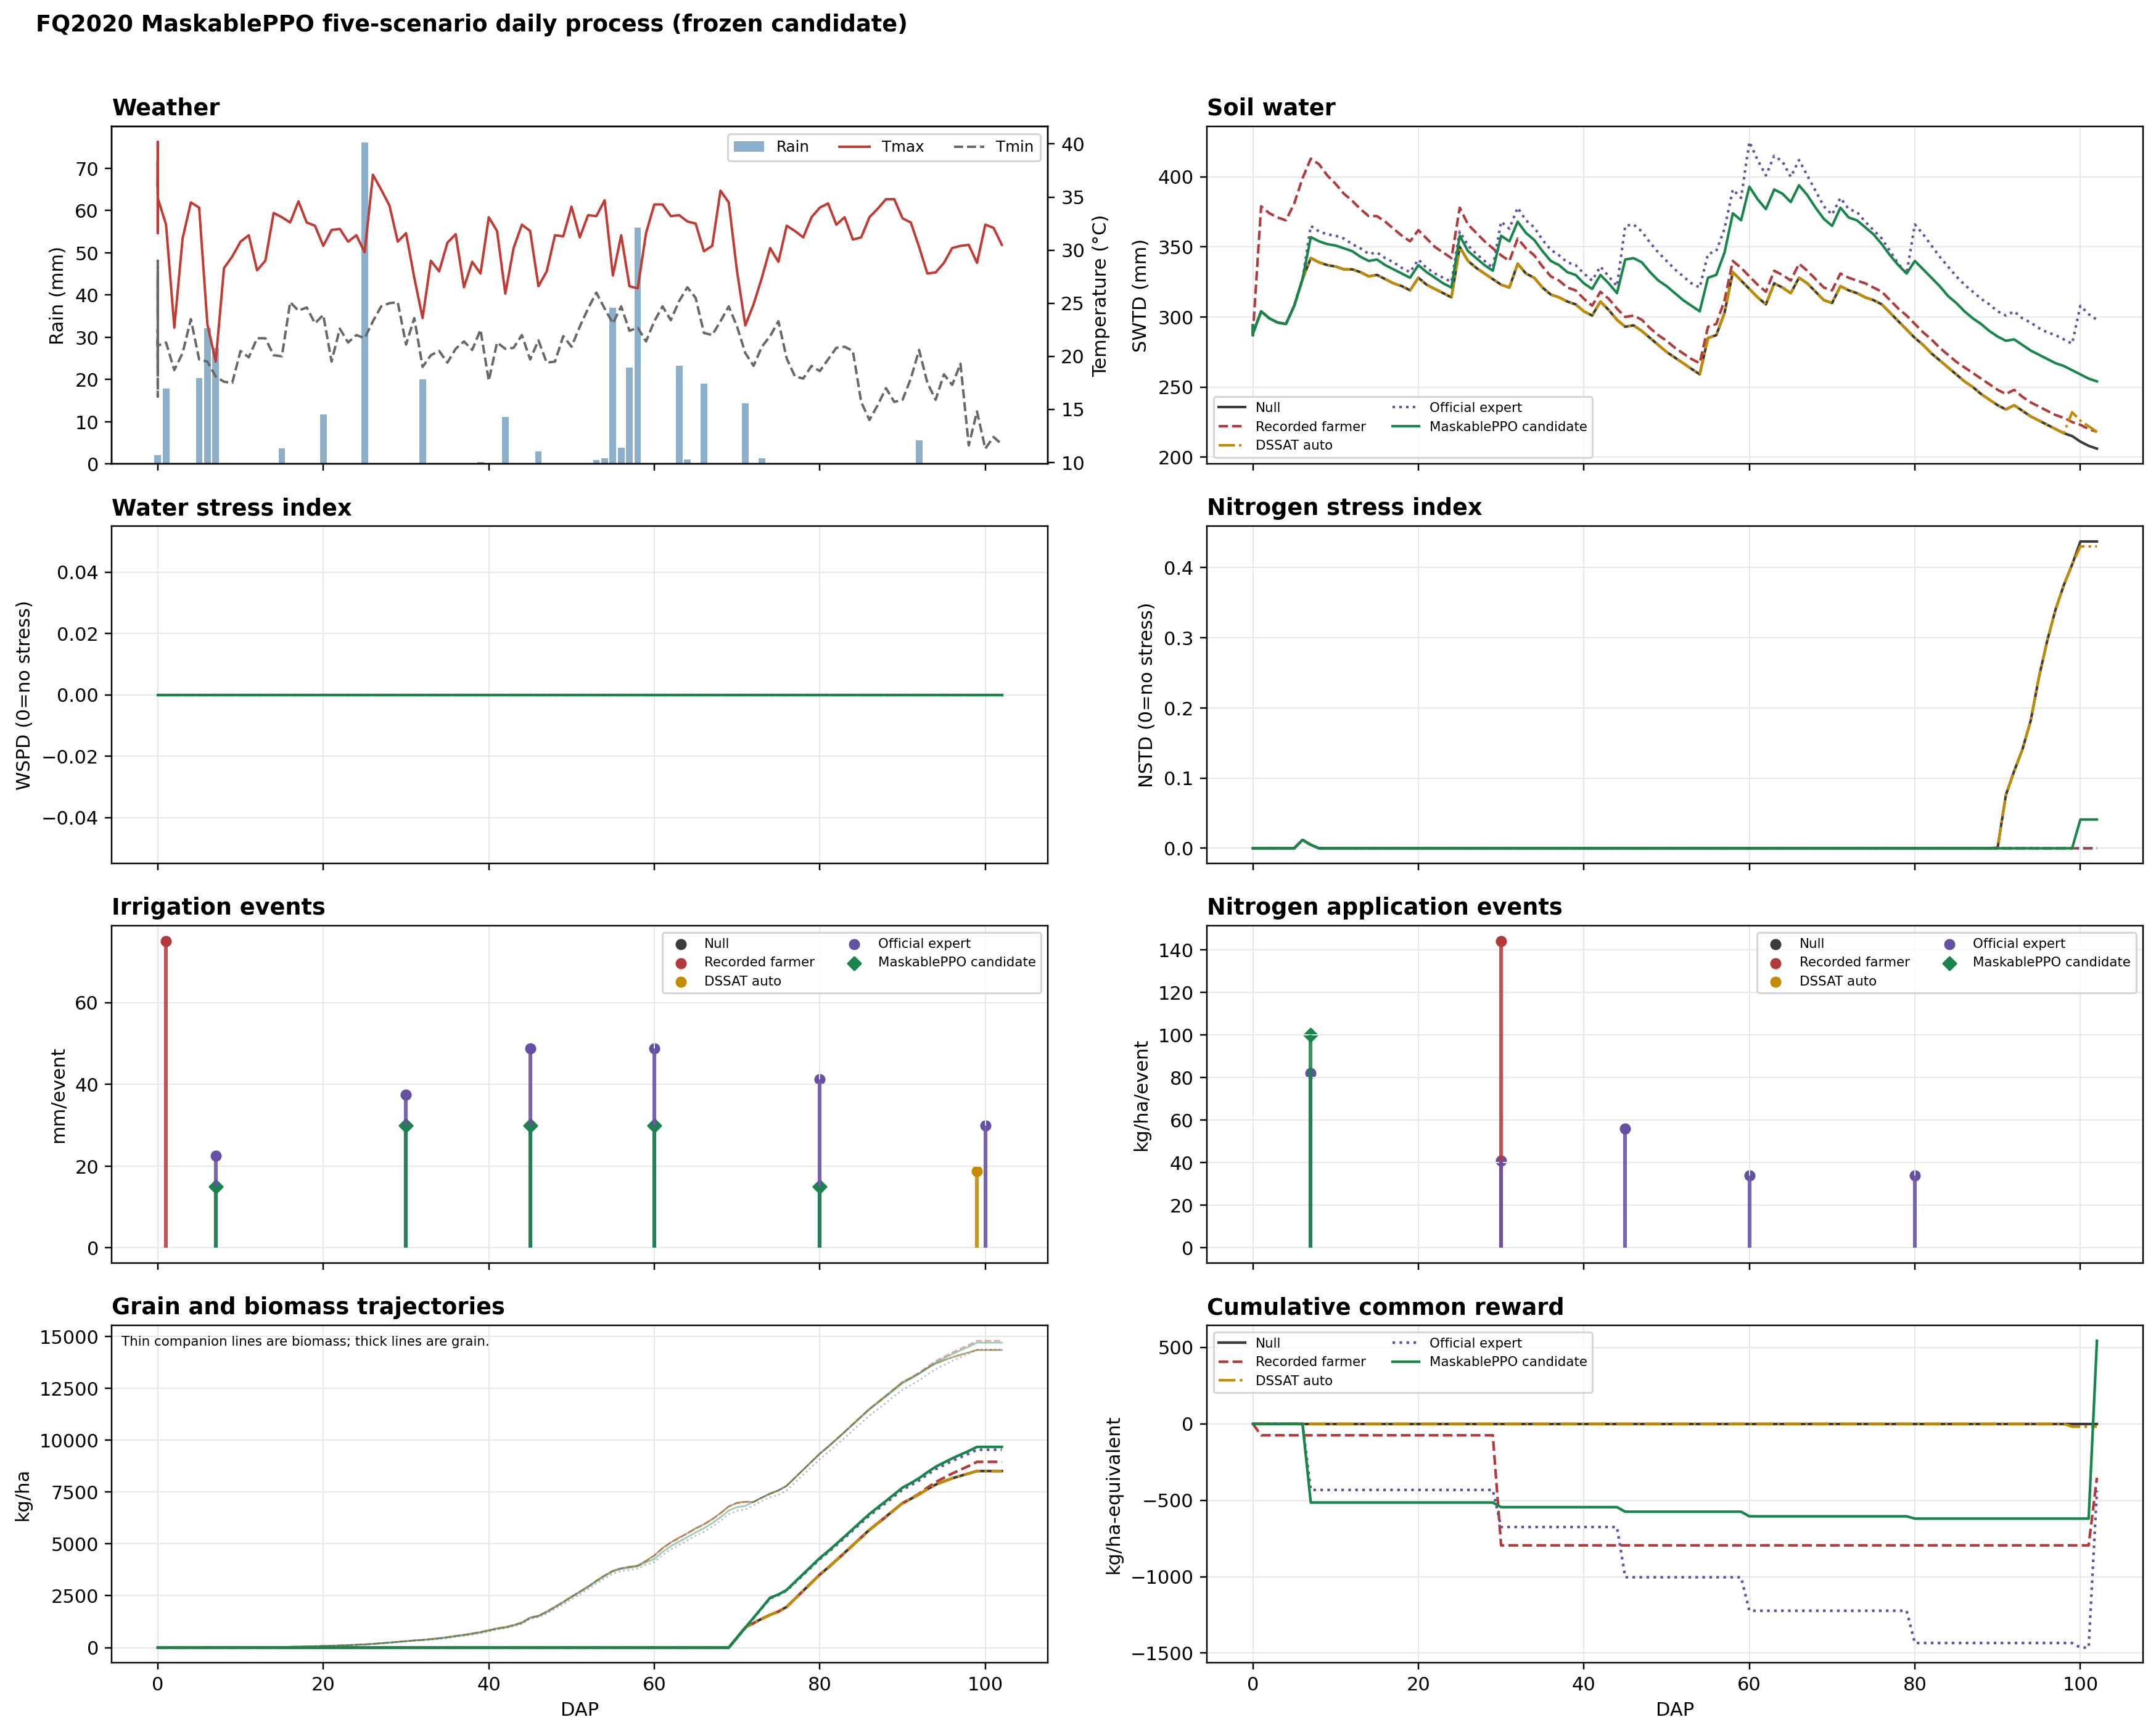 FQ2020 MaskablePPO five-scenario daily process (frozen candidate)
Weather
Rain (mm)
70
60
50
40
30
20
10
0
Rain
Tmax
Tmin
40
35
30
25
20
15
10
Temperature (°C)
Soil water
SWTD (mm)
400
350
300
250
200
Null
Recorded farmer
DSSAT auto
Official expert
MaskablePPO candidate
Water stress index
WSPD (0=no stress)
0.04
0.02
0.00
−0.02
−0.04
Nitrogen stress index
NSTD (0=no stress)
0.4
0.3
0.2
0.1
0.0
Irrigation events
mm/event
60
40
20
0
Null
Recorded farmer
DSSAT auto
Official expert
MaskablePPO candidate
Nitrogen application events
kg/ha/event
140
120
100
80
60
40
20
0
Null
Recorded farmer
DSSAT auto
Official expert
MaskablePPO candidate
Grain and biomass trajectories
Thin companion lines are biomass; thick lines are grain.
kg/ha
15000
12500
10000
7500
5000
2500
0
0 20 40 60 80 100
DAP
Cumulative common reward
kg/ha-equivalent
500
0
−500
−1000
−1500
Null
Recorded farmer
DSSAT auto
Official expert
MaskablePPO candidate
0 20 40 60 80 100
DAP